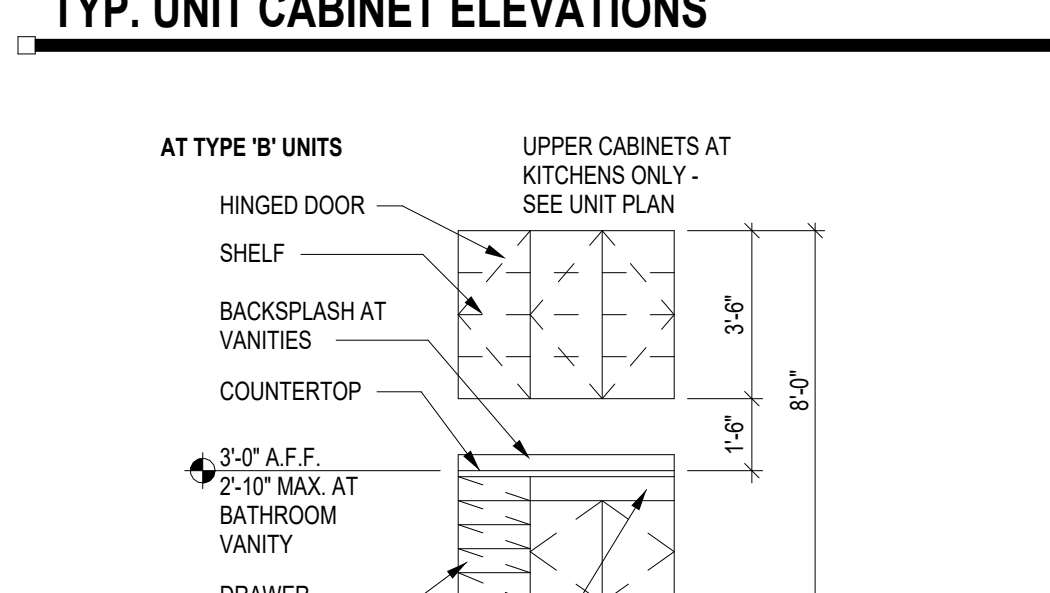 TYP. UNIT CABINET ELEVATIONS
AT TYPE 'B' UNITS
UPPER CABINETS AT
KITCHENS ONLY -
SEE UNIT PLAN
HINGED DOOR
SHELF
BACKSPLASH AT
VANITIES
COUNTERTOP
3'-0" A.F.F.
2'-10" MAX. AT
BATHROOM
VANITY
DRAWER
3'-6"
1'-6"
8'-0"